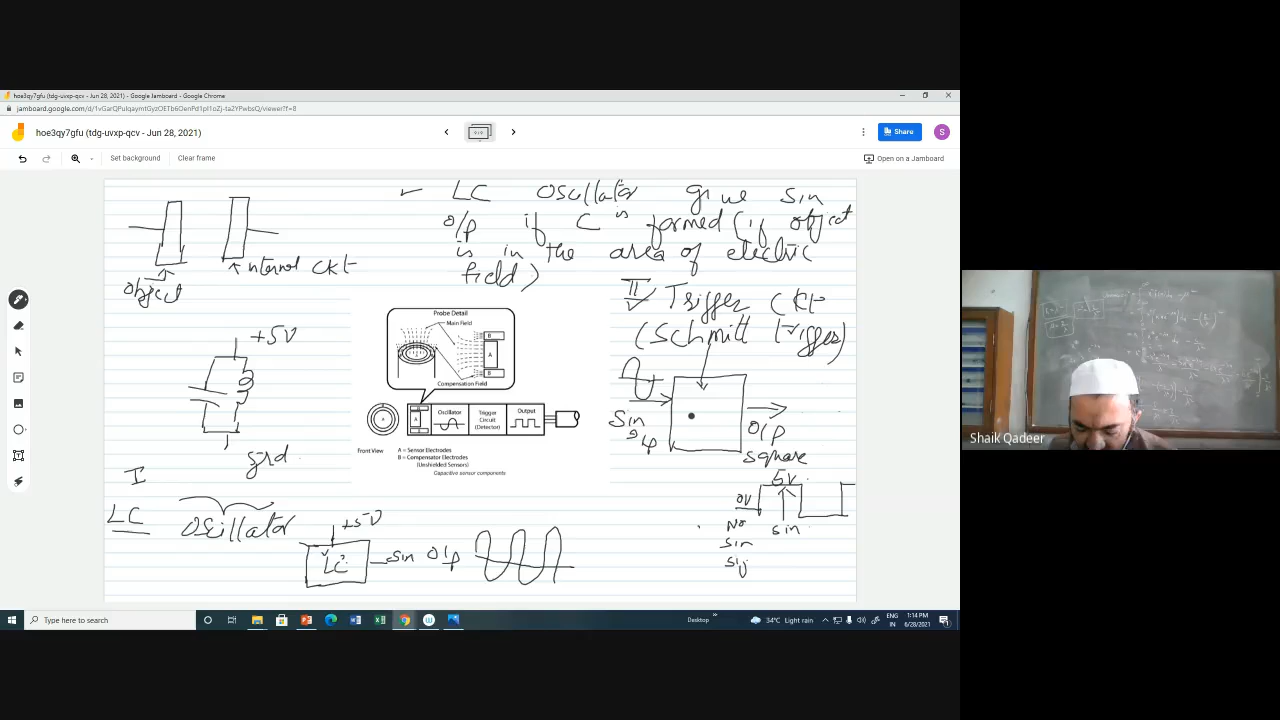 hoe3qy7gfu (tdg-uvxp-qcv - Jun 28, 2021) - Google Jamboard - Google Chrome
hoe3qy7gfu (tdg-uvxp-qcv - Jun 28, 2021)
Share
S
Set background
Clear frame
Open on a Jamboard
LC oscillator give sin
o/p if C is formed (if object
is in the area of electric
field)
object
internal ckt
II Trigger ckt
(Schmitt trigger)
+5V
grd
Probe Detail
Main Field
B
A
B
Compensation Field
A
A
Oscillator
Trigger
Circuit
(Detector)
Output
Front View
A = Sensor Electrodes
B = Compensator Electrodes
(Unshielded Sensors)
Capacitive sensor components
Sin
o/p
square
5V
0V
No
sin
sig
sin
I
LC oscillator
+5V
LC
sin o/p
Shaik Qadeer
Type here to search
Desktop
34°C Light rain
ENG
IN
1:14 PM
6/28/2021